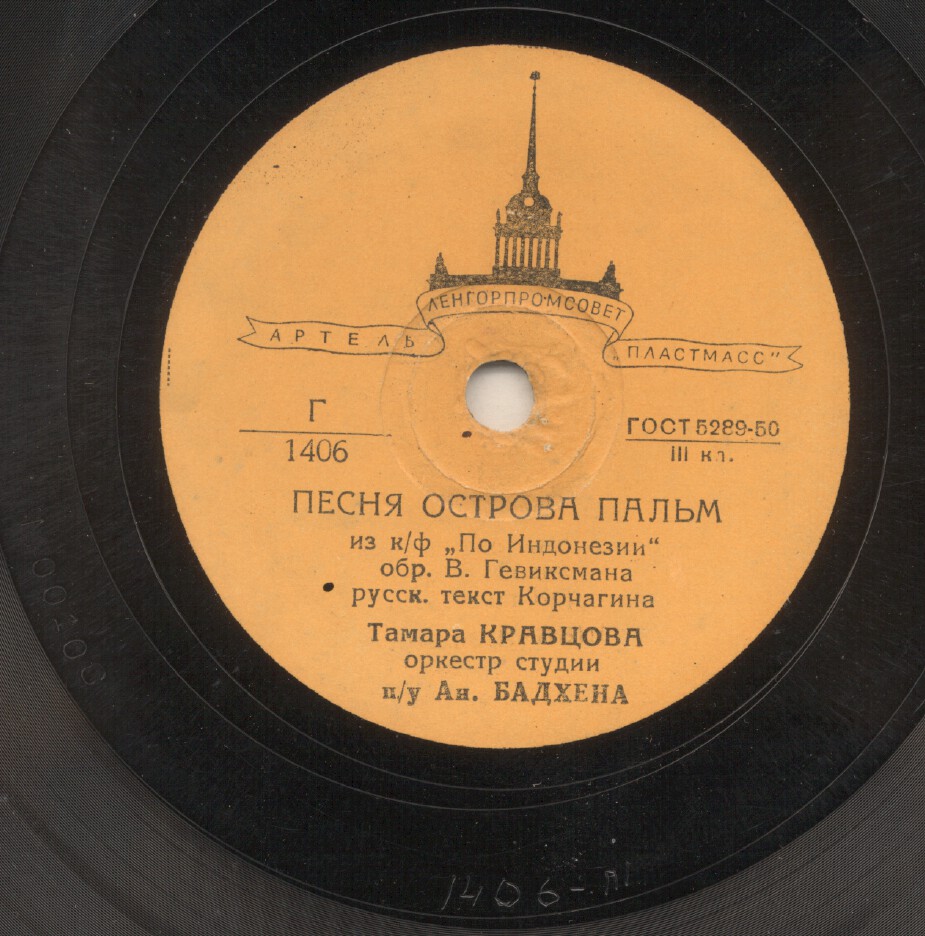 ЛЕНГОРПРОМСОВЕТ
АРТЕЛЬ
ПЛАСТМАСС"
Г
1406
ГОСТ 5289-50
III кл.
ПЕСНЯ ОСТРОВА ПАЛЬМ
из к/ф „По Индонезии“
обр. В. Гевиксмана
русск. текст Корчагина
Тамара КРАВЦОВА
оркестр студии
п/у Ан. БАДХЕНА
1406-